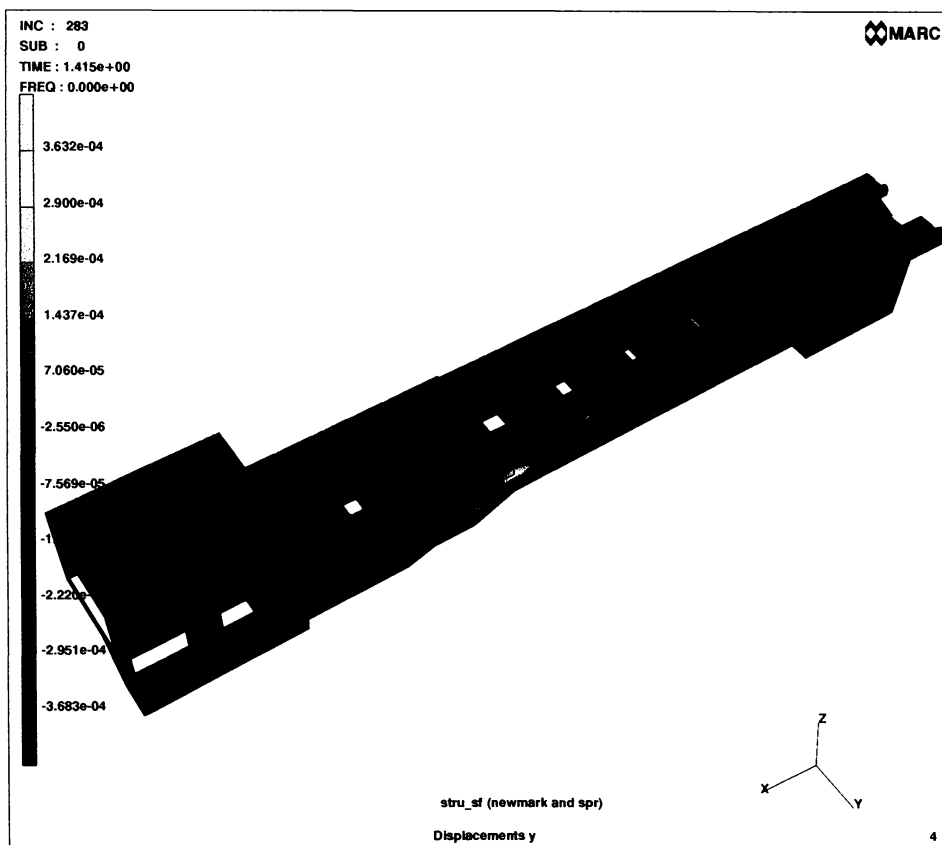 INC : 283
SUB : 0
TIME : 1.415e+00
FREQ : 0.000e+00
MARC
3.632e-04
2.900e-04
2.169e-04
1.437e-04
7.060e-05
-2.550e-06
-7.569e-05
-2.951e-04
-3.683e-04
Z
X
Y
stru_sf (newmark and spr)
Displacements y
4